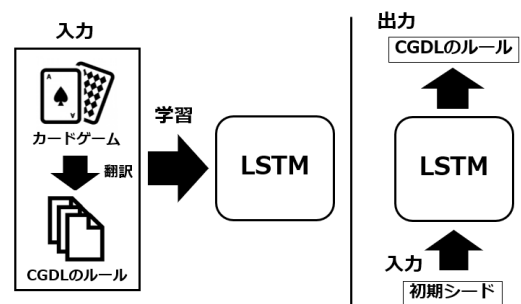 入力
A
A
カードゲーム
翻訳
CGDLのルール
学習
LSTM
出力
CGDLのルール
LSTM
入力
初期シード